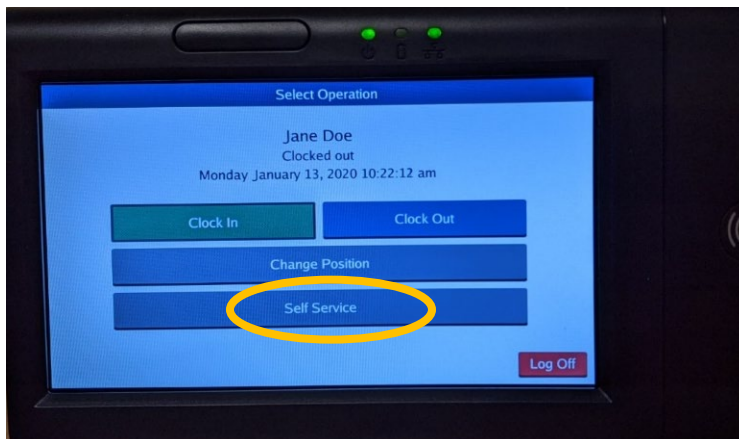 Select Operation
Jane Doe
Clocked out
Monday January 13, 2020 10:22:12 am
Clock In
Clock Out
Change Position
Self Service
Log Off